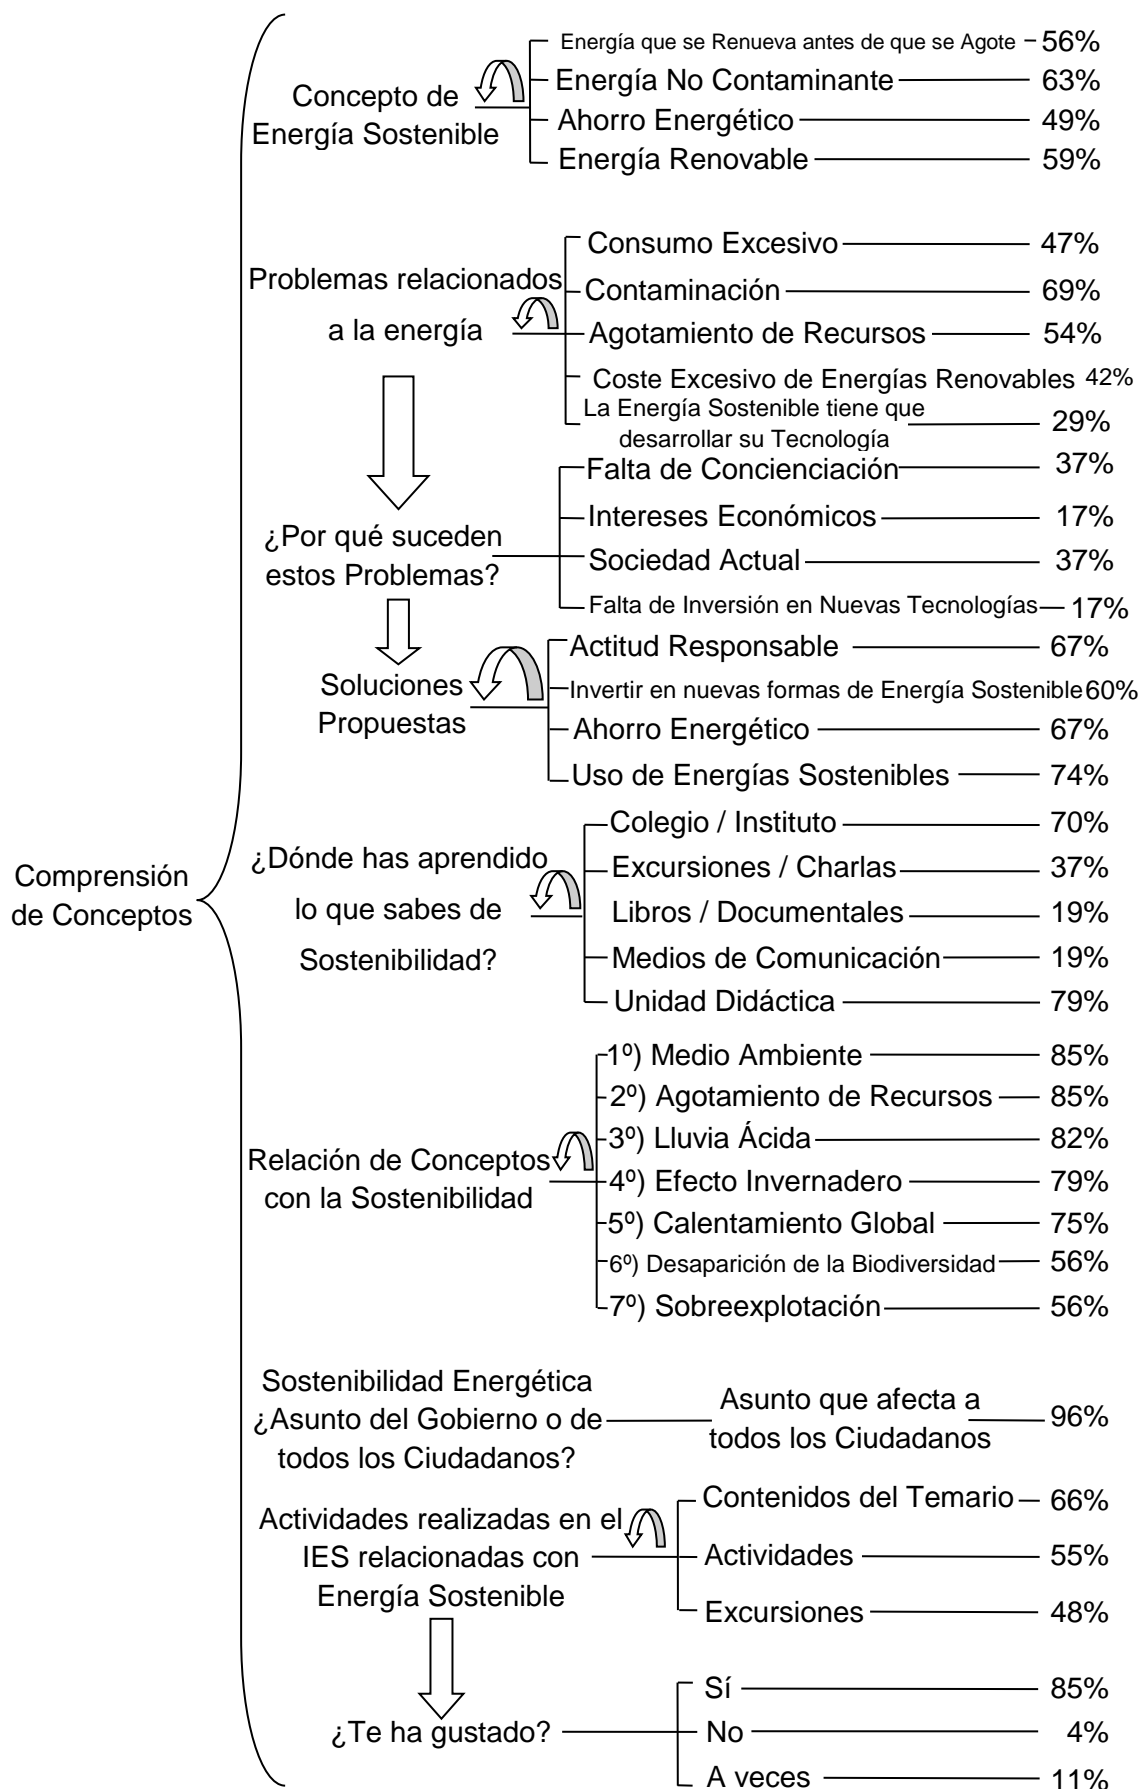 Comprensión
de Conceptos
Concepto de
Energía Sostenible
Energía que se Renueva antes de que se Agote 56%
Energía No Contaminante 63%
Ahorro Energético 49%
Energía Renovable 59%
Problemas relacionados
a la energía
Consumo Excesivo 47%
Contaminación 69%
Agotamiento de Recursos 54%
Coste Excesivo de Energías Renovables 42%
La Energía Sostenible tiene que
desarrollar su Tecnología 29%
¿Por qué suceden
estos Problemas?
Falta de Concienciación 37%
Intereses Económicos 17%
Sociedad Actual 37%
Falta de Inversión en Nuevas Tecnologías 17%
Soluciones
Propuestas
Actitud Responsable 67%
Invertir en nuevas formas de Energía Sostenible 60%
Ahorro Energético 67%
Uso de Energías Sostenibles 74%
¿Dónde has aprendido
lo que sabes de
Sostenibilidad?
Colegio / Instituto 70%
Excursiones / Charlas 37%
Libros / Documentales 19%
Medios de Comunicación 19%
Unidad Didáctica 79%
Relación de Conceptos
con la Sostenibilidad
1º) Medio Ambiente 85%
2º) Agotamiento de Recursos 85%
3º) Lluvia Ácida 82%
4º) Efecto Invernadero 79%
5º) Calentamiento Global 75%
6º) Desaparición de la Biodiversidad 56%
7º) Sobreexplotación 56%
Sostenibilidad Energética
¿Asunto del Gobierno o de
todos los Ciudadanos?
Asunto que afecta a
todos los Ciudadanos 96%
Actividades realizadas en el
IES relacionadas con
Energía Sostenible
Contenidos del Temario 66%
Actividades 55%
Excursiones 48%
¿Te ha gustado?
Sí 85%
No 4%
A veces 11%